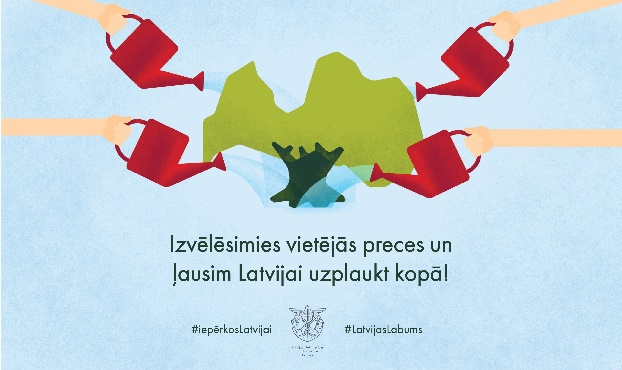 Izvēlēsimies vietējās preces un
ļausim Latvijai uzplaukt kopā!
#iepērkosLatvijai
#LatvijasLabums